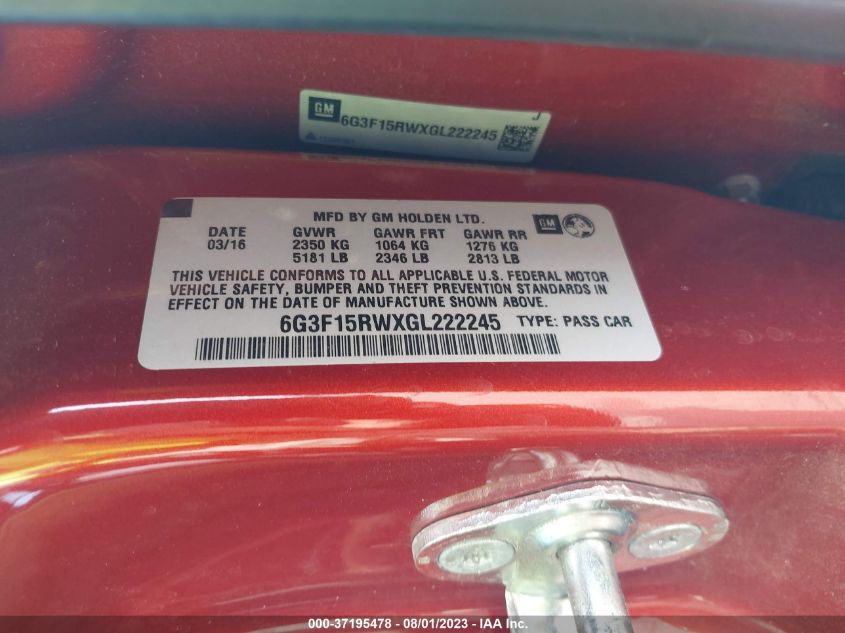 GM
6G3F15RWXGL222245
J
MFD BY GM HOLDEN LTD.
GM
DATE GVWR GAWR FRT GAWR RR
03/16 2350 KG 1064 KG 1276 KG
5181 LB 2346 LB 2813 LB
THIS VEHICLE CONFORMS TO ALL APPLICABLE U.S. FEDERAL MOTOR
VEHICLE SAFETY, BUMPER AND THEFT PREVENTION STANDARDS IN
EFFECT ON THE DATE OF MANUFACTURE SHOWN ABOVE.
6G3F15RWXGL222245 TYPE: PASS CAR
000-37195478 - 08/01/2023 - IAA Inc.